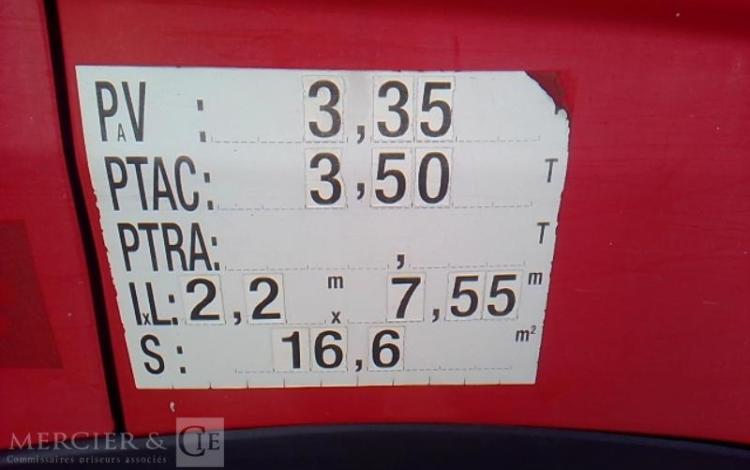 PAV : 3,35
PTAC: 3,50 T
PTRA: , T
IxL: 2,2 m x 7,55 m
S: 16,6 m²
MERCIER & CIE
Commissaires priseurs associés